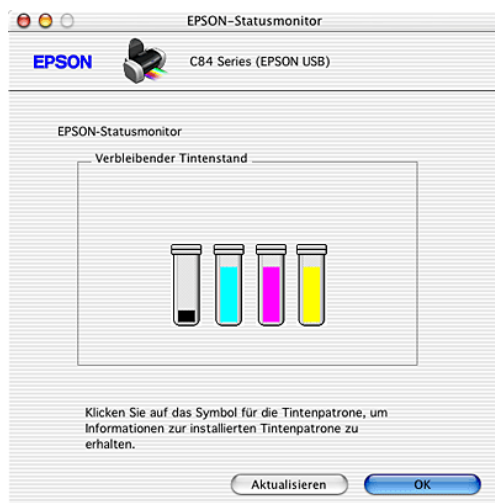 EPSON-Statusmonitor
EPSON
C84 Series (EPSON USB)
EPSON-Statusmonitor
Verbleibender Tintenstand
Klicken Sie auf das Symbol für die Tintenpatrone, um
Informationen zur installierten Tintenpatrone zu
erhalten.
Aktualisieren
OK